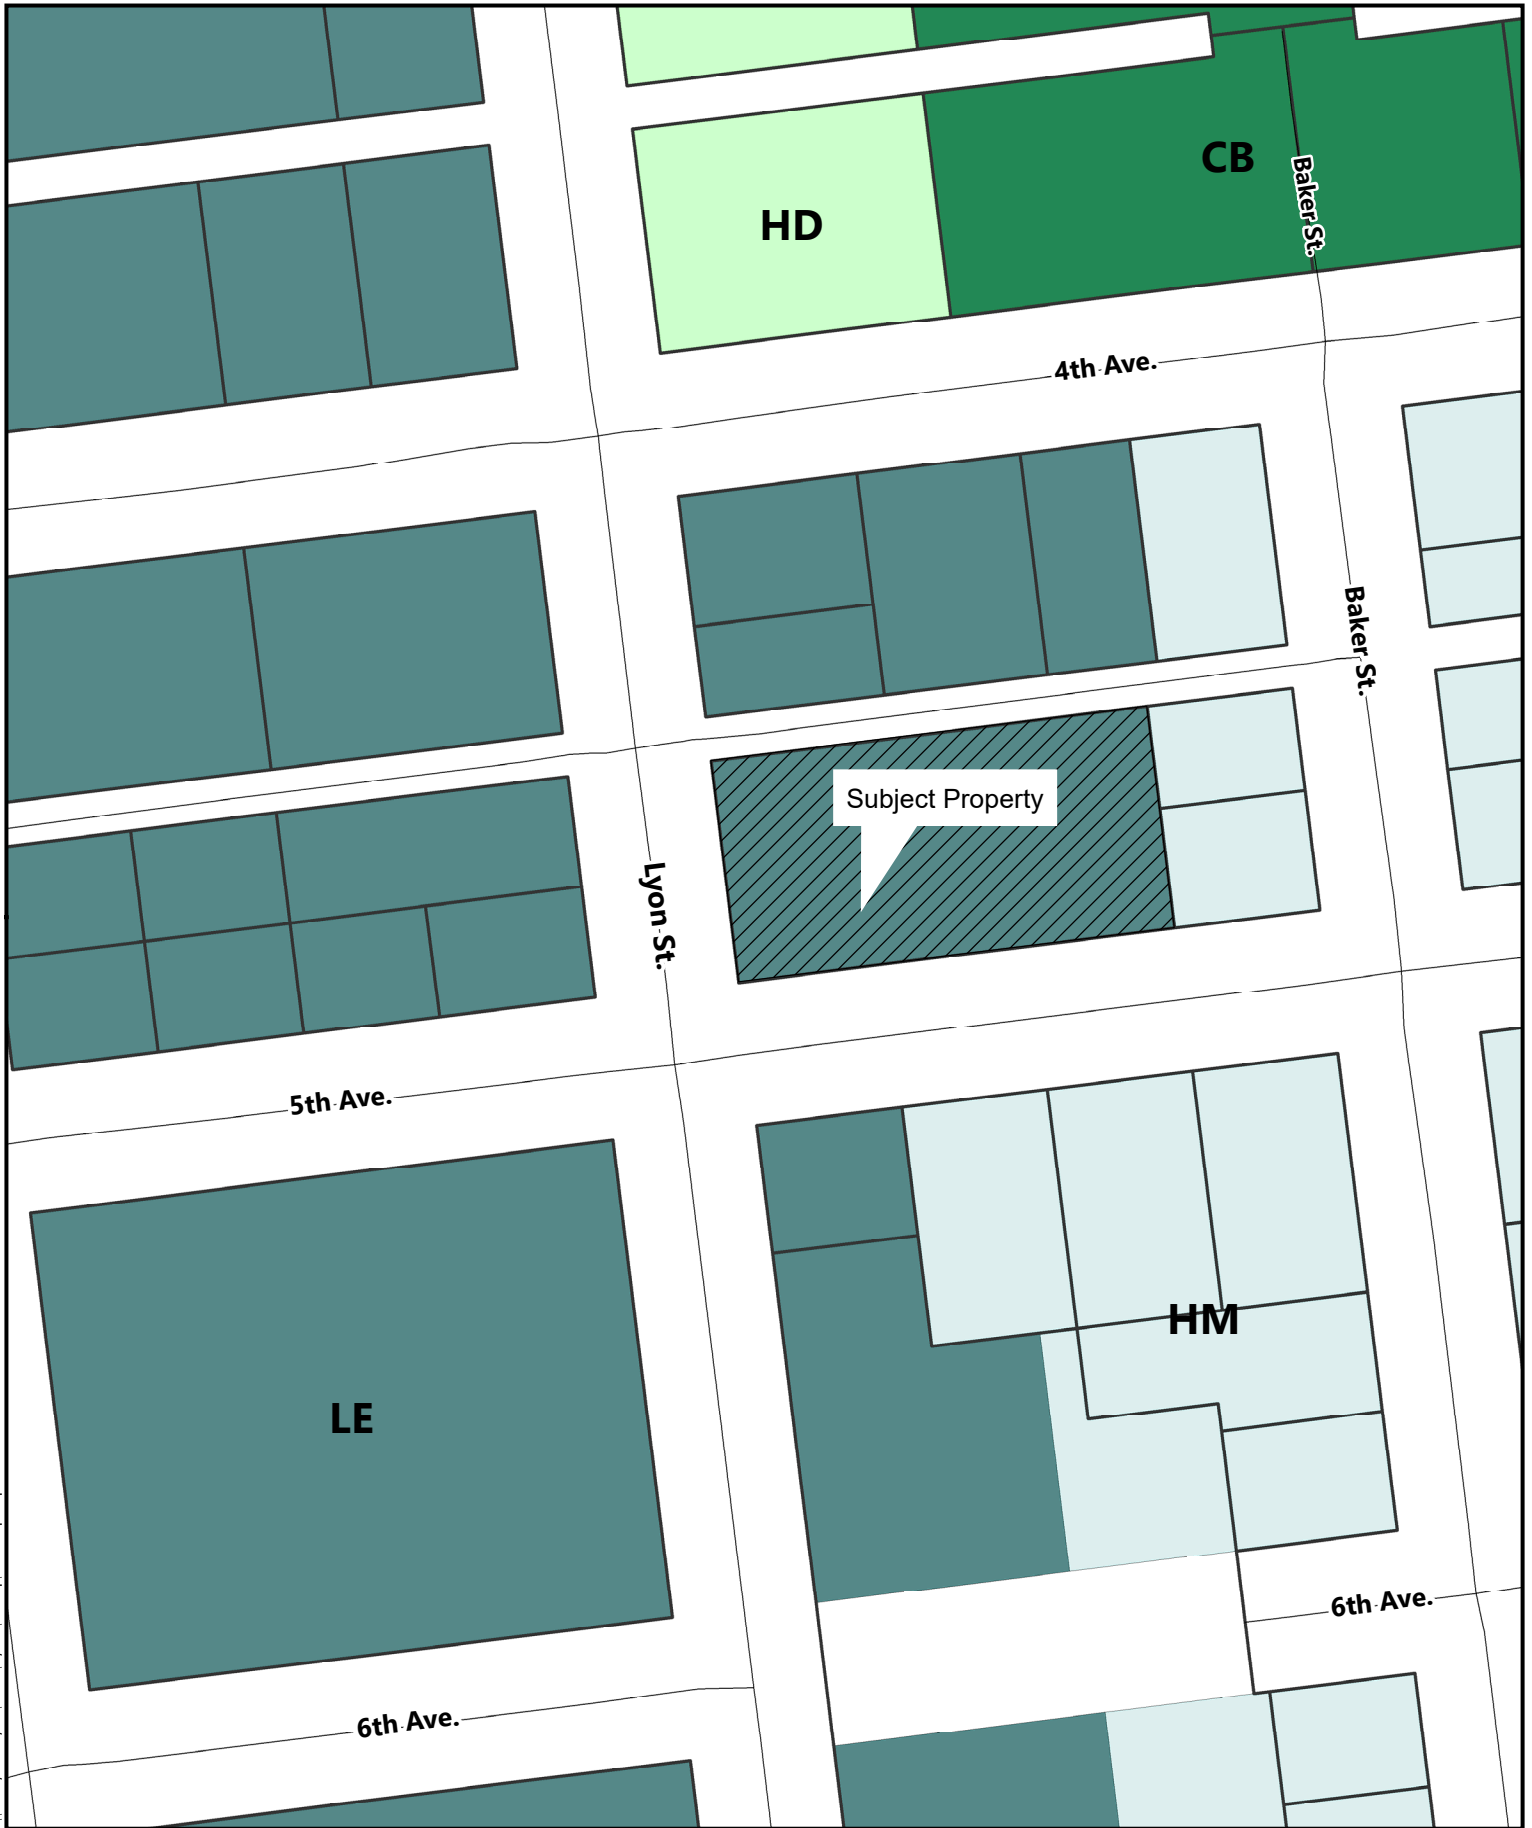 CB
Baker St.
HD
4th Ave.
Baker St.
Subject Property
Lyon St.
5th Ave.
HM
LE
6th Ave.
6th Ave.